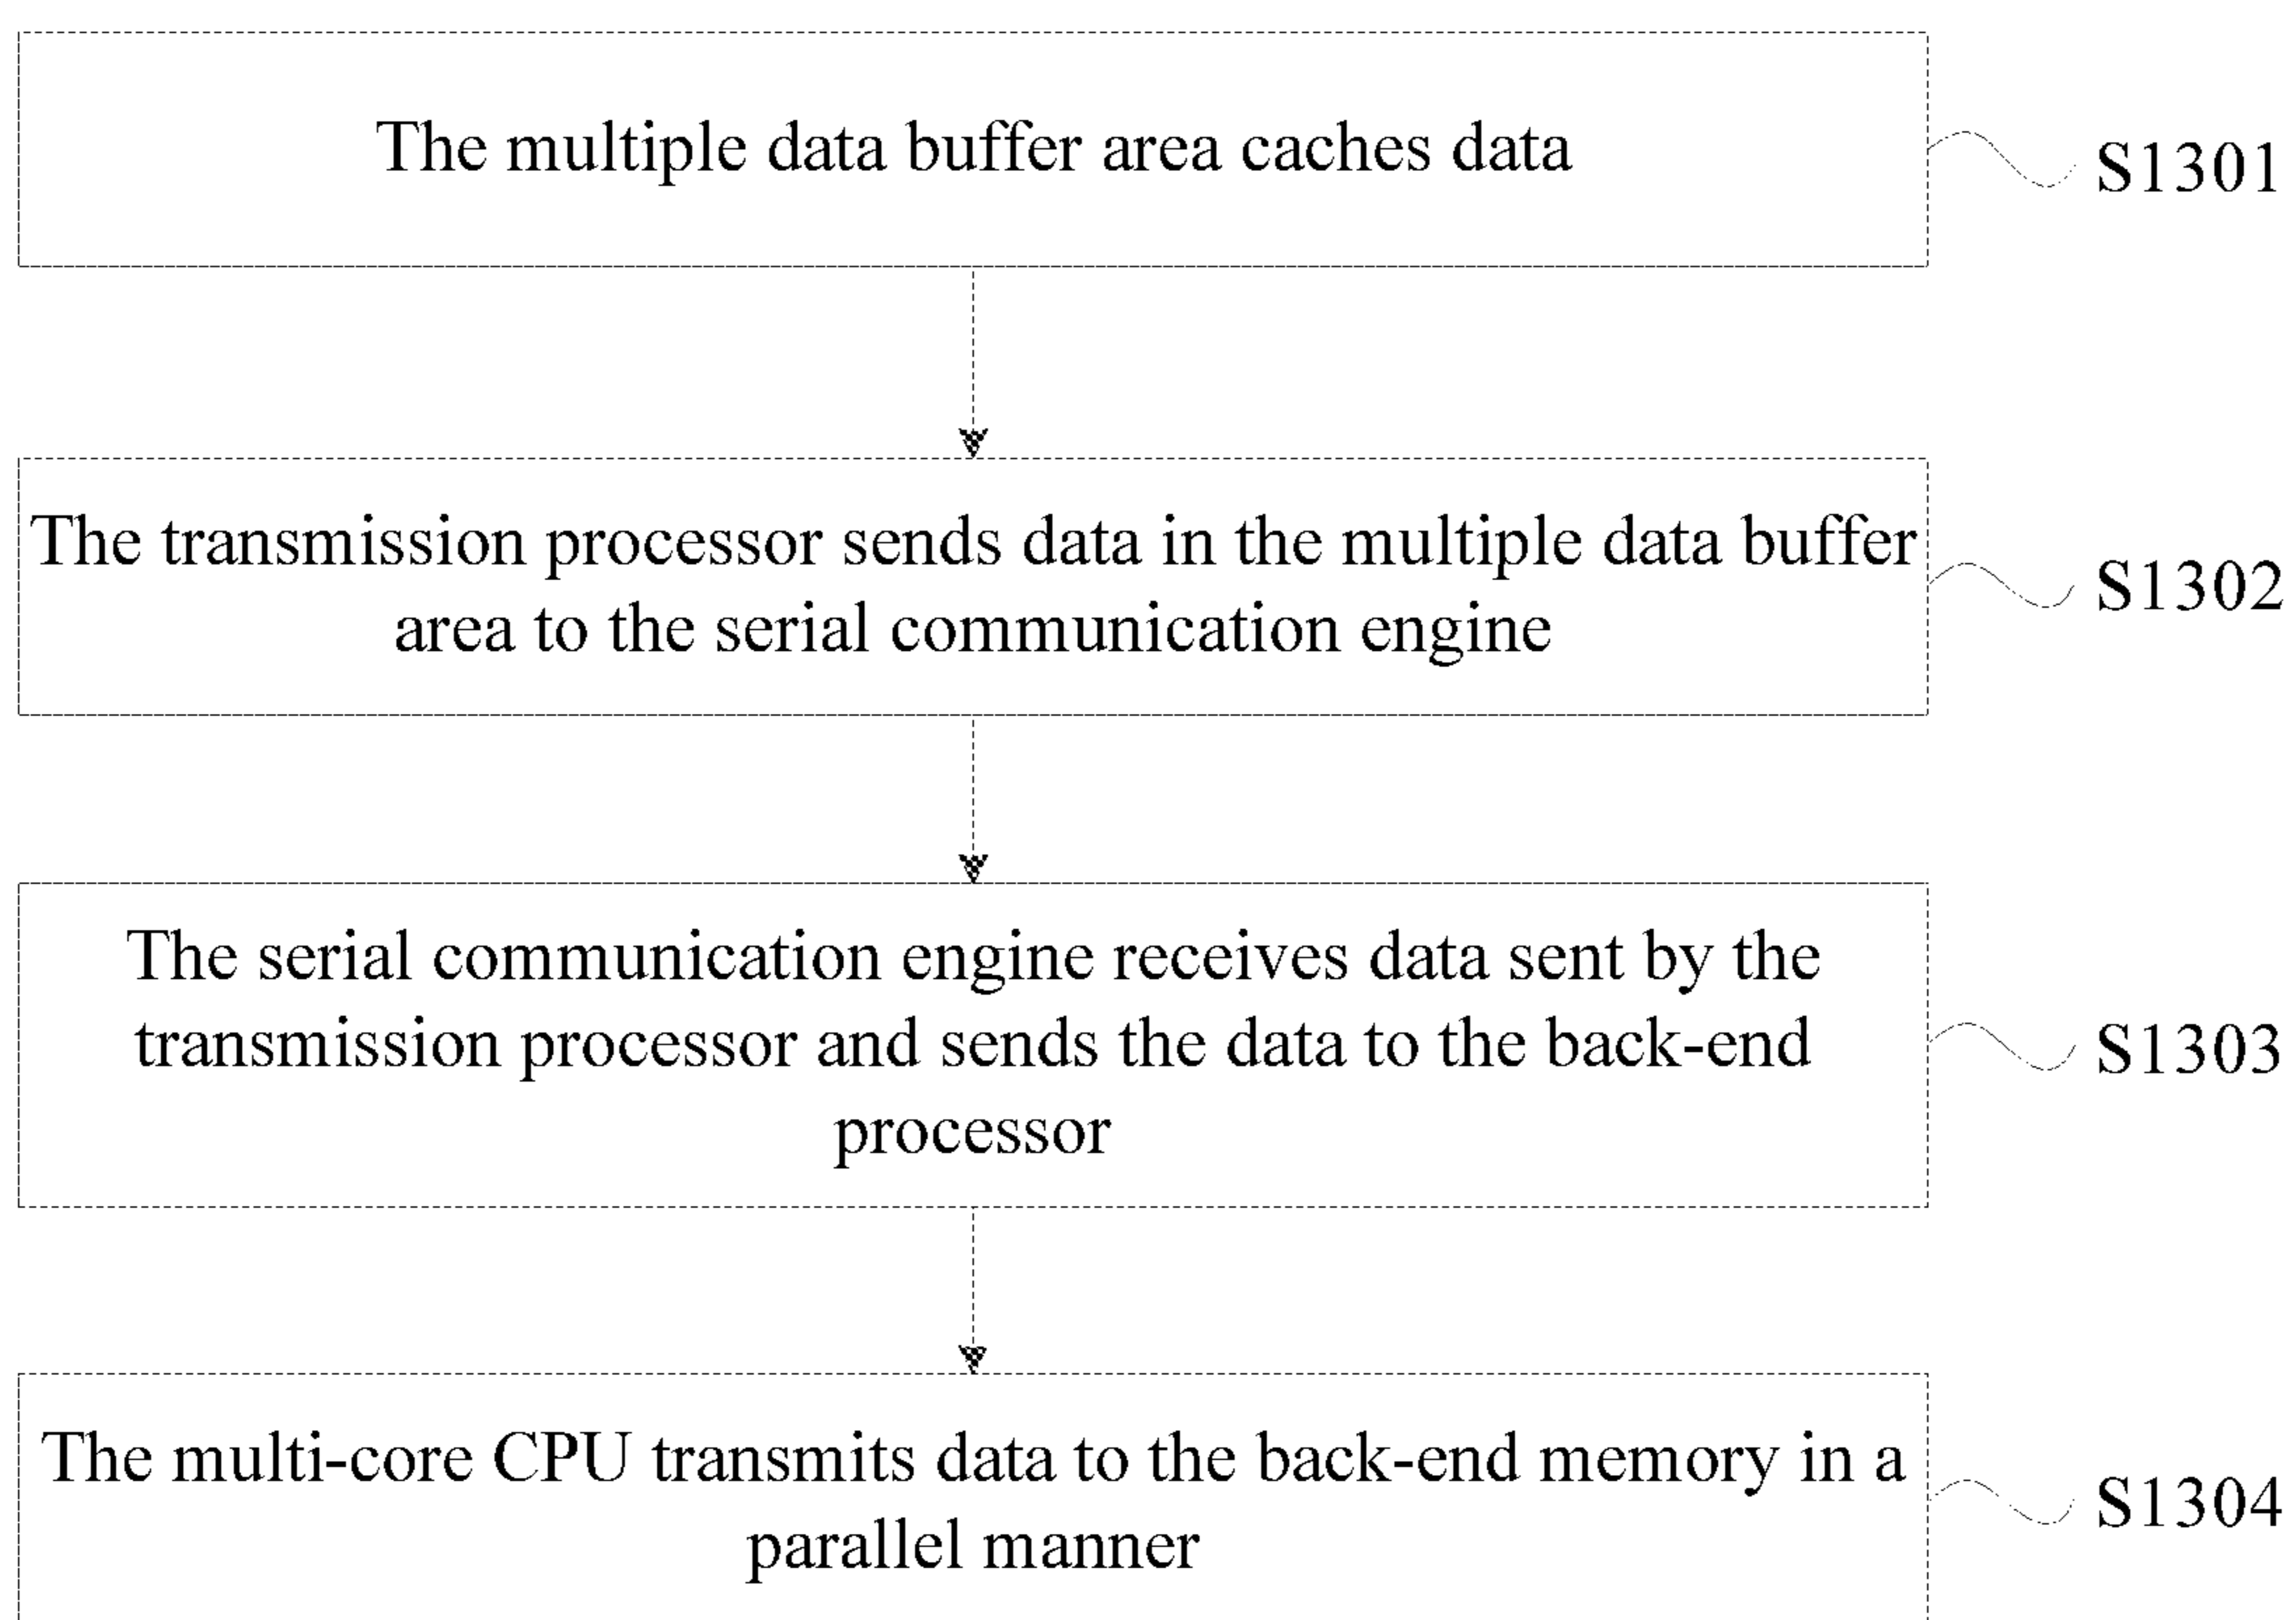 The multiple data buffer area caches data
S1301
The transmission processor sends data in the multiple data buffer
area to the serial communication engine
S1302
The serial communication engine receives data sent by the
transmission processor and sends the data to the back-end
processor
S1303
The multi-core CPU transmits data to the back-end memory in a
parallel manner
S1304